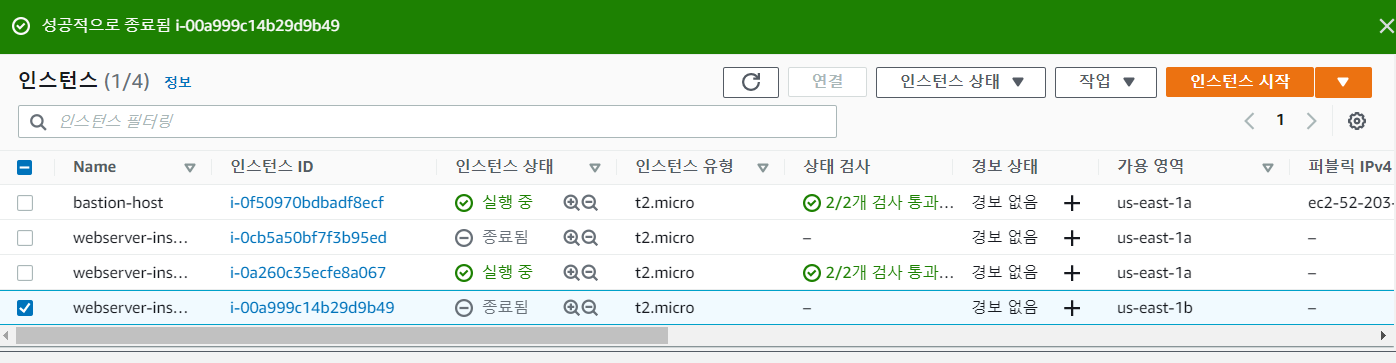 성공적으로 종료됨 i-00a999c14b29d9b49
인스턴스 (1/4) 정보 연결 인스턴스 상태 작업 인스턴스 시작
인스턴스 필터링 1
Name 인스턴스 ID 인스턴스 상태 인스턴스 유형 상태 검사 경보 상태 가용 영역 퍼블릭 IPv4
bastion-host i-0f50970bdbadf8ecf 실행 중 t2.micro 2/2개 검사 통과... 경보 없음 + us-east-1a ec2-52-203-
webserver-ins... i-0cb5a50bf7f3b95ed 종료됨 t2.micro – 경보 없음 + us-east-1a –
webserver-ins... i-0a260c35ecfe8a067 실행 중 t2.micro 2/2개 검사 통과... 경보 없음 + us-east-1a –
webserver-ins... i-00a999c14b29d9b49 종료됨 t2.micro – 경보 없음 + us-east-1b –